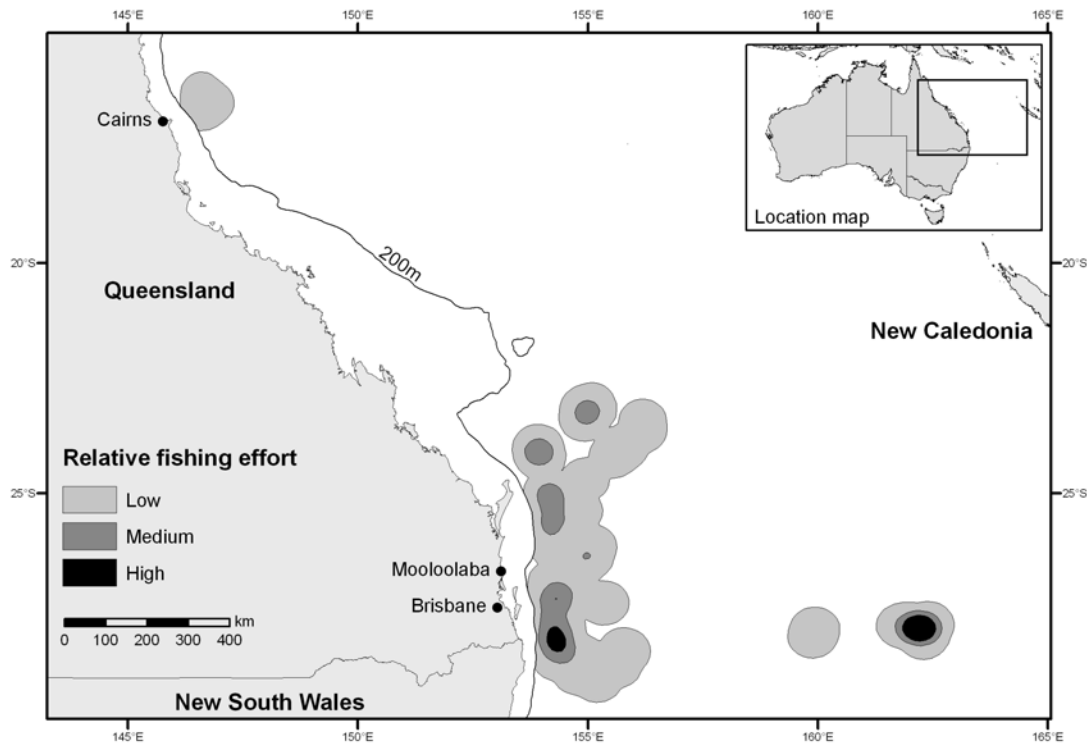 145°E 150°E 155°E 160°E 165°E
Cairns
Location map
200m
20°S 20°S
Queensland
New Caledonia
Relative fishing effort
Low
Medium
High
25°S 25°S
Mooloolaba
Brisbane
km
0 100 200 300 400
New South Wales
145°E 150°E 155°E 160°E 165°E